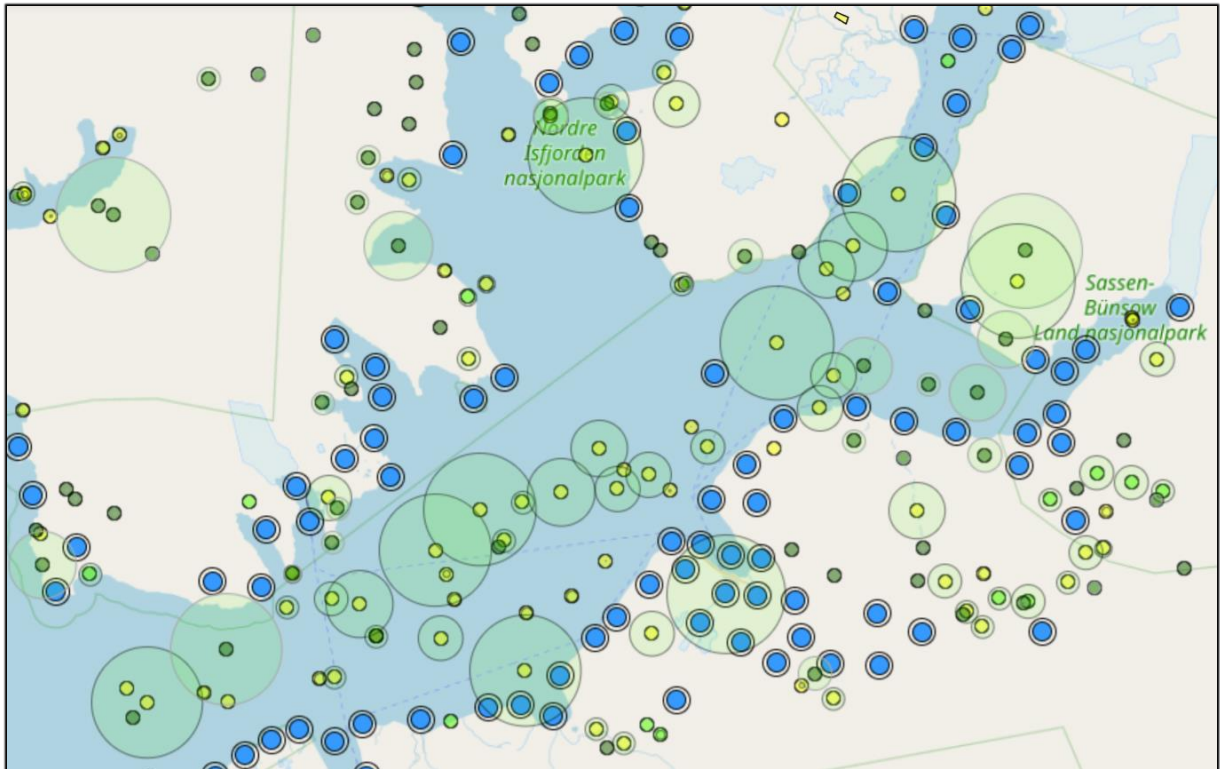 Nordre
Isfjorden
nasjonalpark
Sassen-
Bünsow
Land nasjonalpark